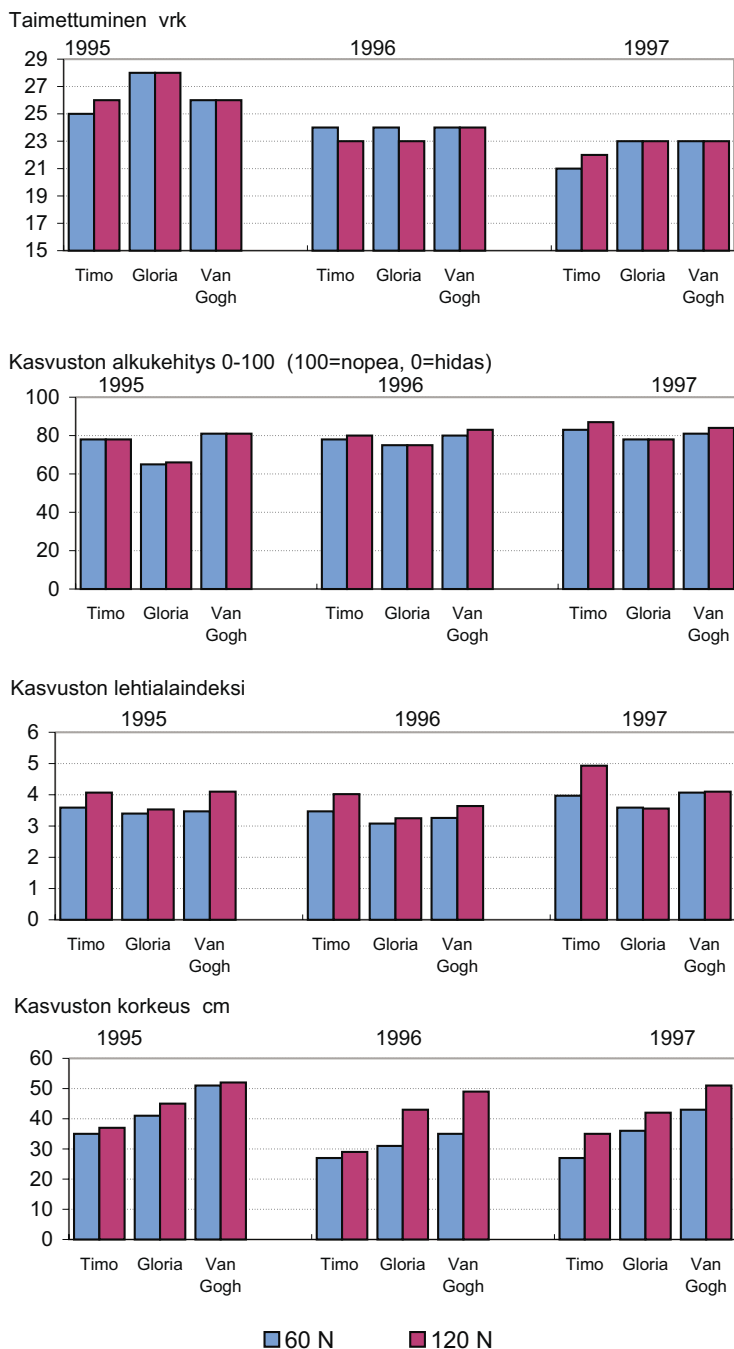 Taimettuminen vrk
1995 1996 1997
29
27
25
23
21
19
17
15
Timo Gloria Van Gogh Timo Gloria Van Gogh Timo Gloria Van Gogh
Kasvuston alkukehitys 0-100 (100=nopea, 0=hidas)
1995 1996 1997
100
80
60
40
20
0
Timo Gloria Van Gogh Timo Gloria Van Gogh Timo Gloria Van Gogh
Kasvuston lehtialaindeksi
1995 1996 1997
6
5
4
3
2
1
0
Timo Gloria Van Gogh Timo Gloria Van Gogh Timo Gloria Van Gogh
Kasvuston korkeus cm
1995 1996 1997
60
50
40
30
20
10
0
Timo Gloria Van Gogh Timo Gloria Van Gogh Timo Gloria Van Gogh
60 N 120 N